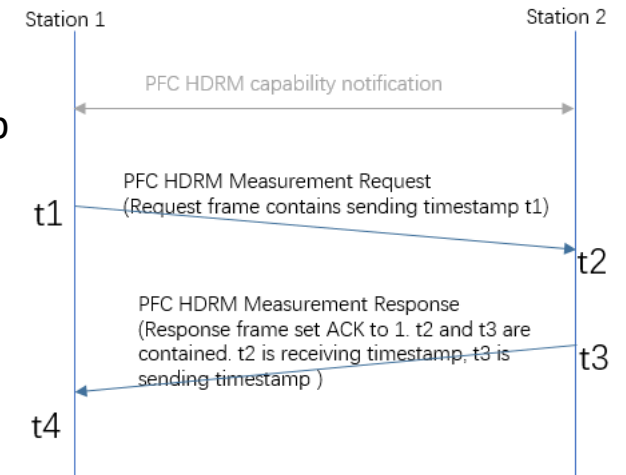 Station 1
Station 2
PFC HDRM capability notification
PFC HDRM Measurement Request
(Request frame contains sending timestamp t1)
t1
t2
PFC HDRM Measurement Response
(Response frame set ACK to 1. t2 and t3 are
contained. t2 is receiving timestamp, t3 is
sending timestamp )
t3
t4